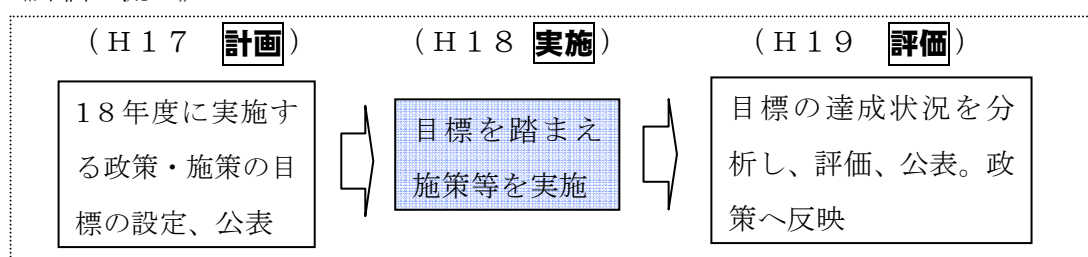 (H17 計画) (H18 実施) (H19 評価)
18年度に実施す
る政策・施策の目
標の設定、公表
目標を踏まえ
施策等を実施
目標の達成状況を分
析し、評価、公表。政
策へ反映